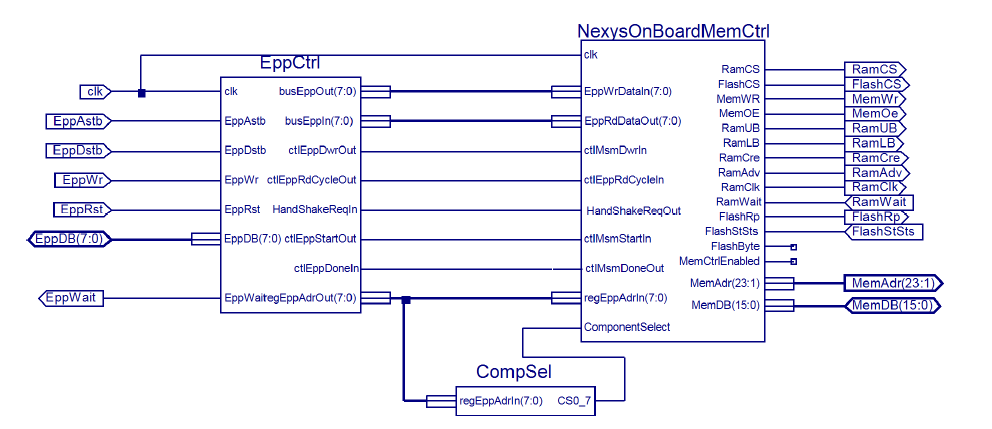 NexysOnBoardMemCtrl
EppCtrl
clk
clk
clk
busEppOut(7:0)
EppWrDataIn(7:0)
EppAstb
EppAstb
busEppIn(7:0)
EppRdDataOut(7:0)
EppDstb
EppDstb
ctlEppDwrOut
ctlMsmDwrIn
EppWr
EppWr
ctlEppRdCycleOut
ctlEppRdCycleIn
EppRst
EppRst
HandShakeReqIn
HandShakeReqOut
EppDB(7:0)
EppDB(7:0)
ctlEppStartOut
ctlMsmStartIn
ctlEppDoneIn
ctlMsmDoneOut
EppWait
EppWait
regEppAdrOut(7:0)
regEppAdrIn(7:0)
ComponentSelect
RamCS
RamCS
FlashCS
FlashCS
MemWR
MemWr
MemOE
MemOe
RamUB
RamUB
RamLB
RamLB
RamCre
RamCre
RamAdv
RamAdv
RamClk
RamClk
RamWait
RamWait
FlashRp
FlashRp
FlashStSts
FlashStSts
FlashByte
MemCtrlEnabled
MemAdr(23:1)
MemAdr(23:1)
MemDB(15:0)
MemDB(15:0)
CompSel
regEppAdrIn(7:0)
CS0_7